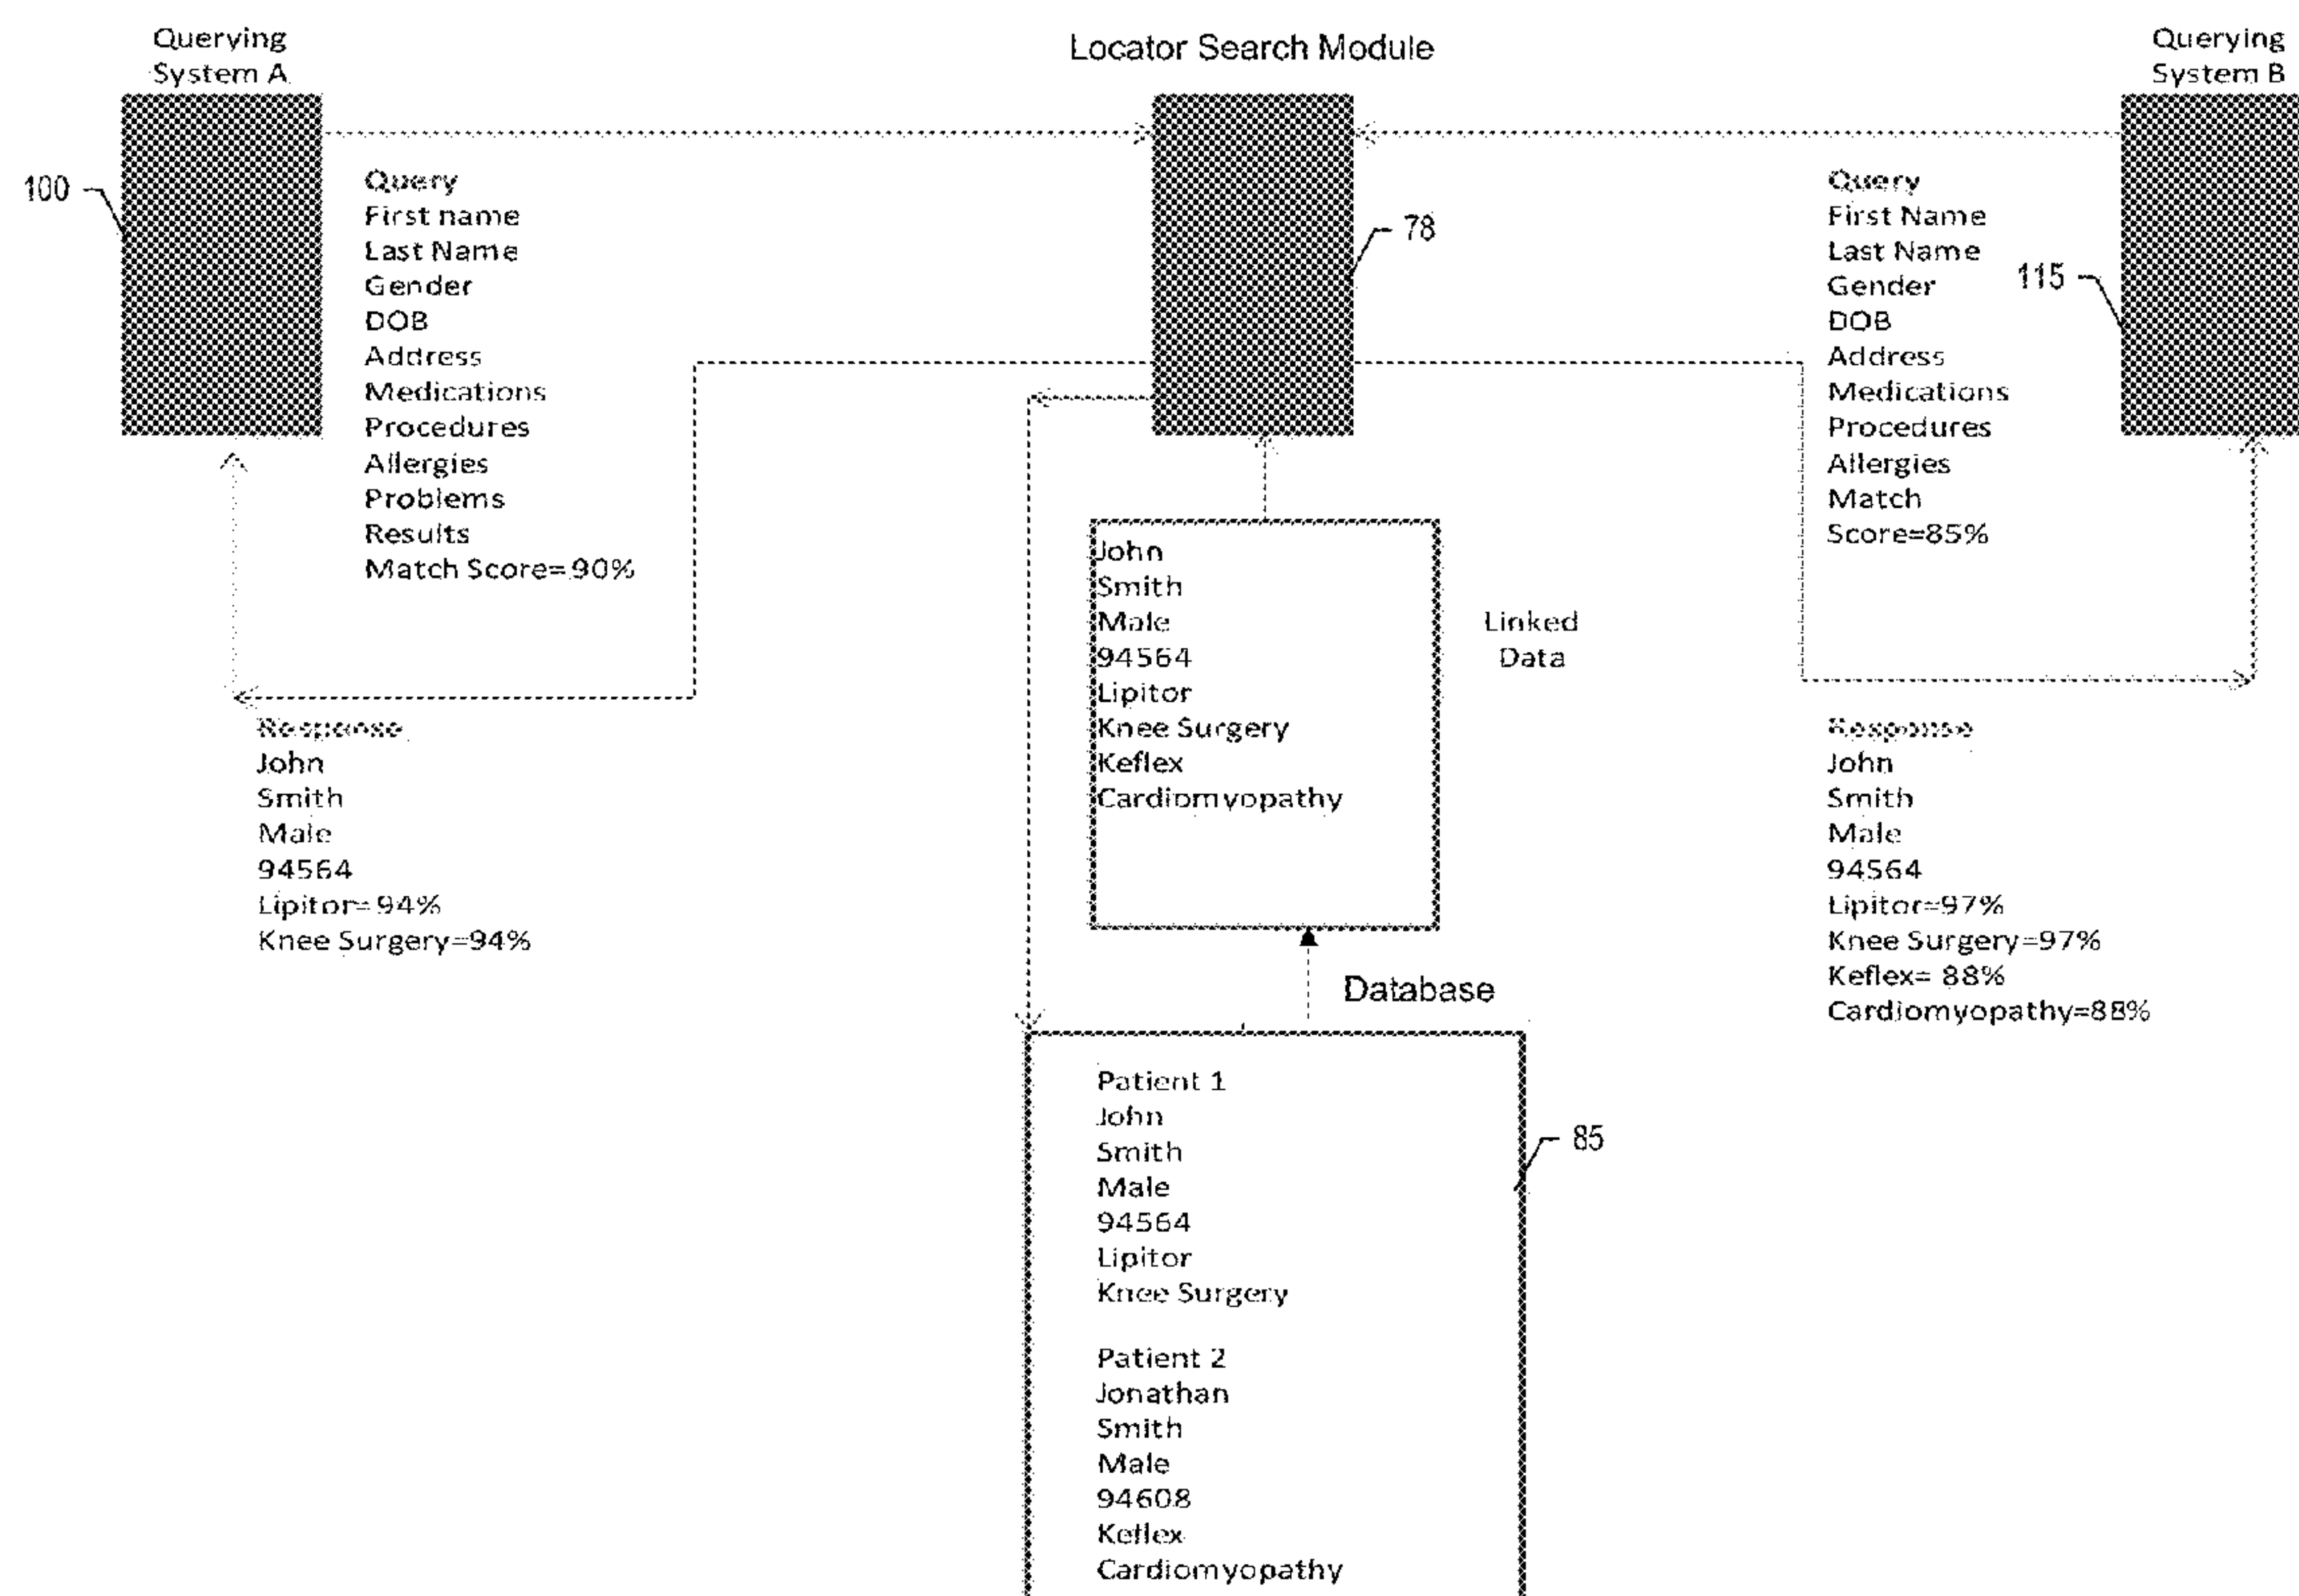 Querying
System A
Locator Search Module
Querying
System B
100
Query
First name
Last Name
Gender
DOB
Address
Medications
Procedures
Allergies
Problems
Results
Match Score= 90%
78
Query
First Name
Last Name
Gender
DOB
Address
Medications
Procedures
Allergies
Match
Score=85%
115
John
Smith
Male
94564
Lipitor
Knee Surgery
Keflex
Cardiomyopathy
Linked
Data
Response
John
Smith
Male
94564
Lipitor= 94%
Knee Surgery=94%
Response
John
Smith
Male
94564
Lipitor=97%
Knee Surgery=97%
Keflex= 88%
Cardiomyopathy=88%
Database
Patient 1
John
Smith
Male
94564
Lipitor
Knee Surgery
85
Patient 2
Jonathan
Smith
Male
94608
Keflex
Cardiomyopathy